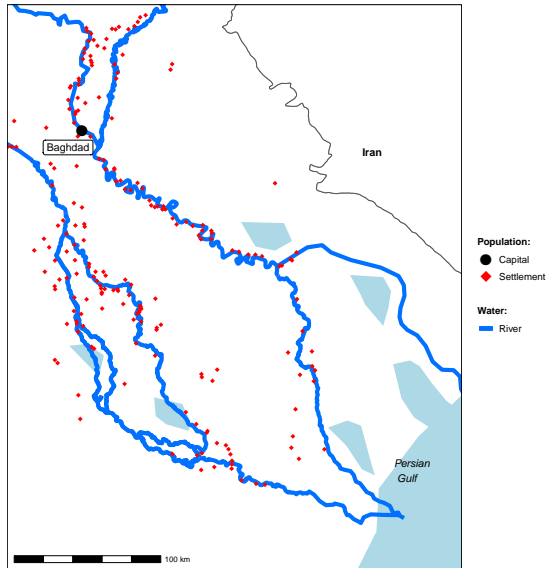 Baghdad
Iran
Population:
Capital
Settlement
Water:
River
Persian
Gulf
100 km